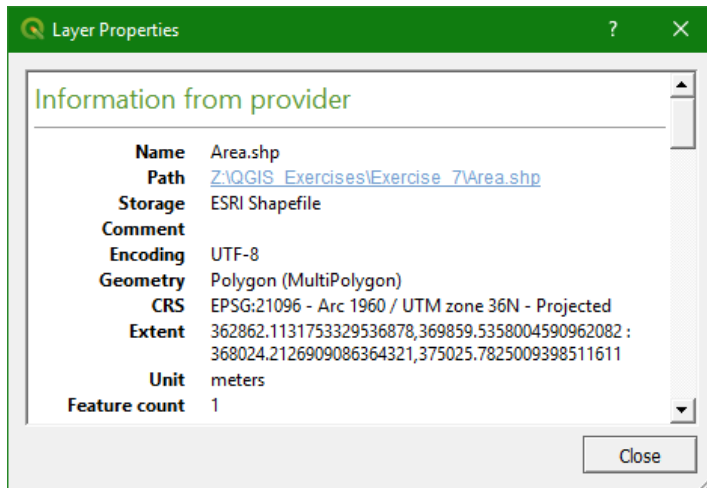 Layer Properties
?
Information from provider
Name Area.shp
Path Z:\QGIS_Exercises\Exercise_7\Area.shp
Storage ESRI Shapefile
Comment
Encoding UTF-8
Geometry Polygon (MultiPolygon)
CRS EPSG:21096 - Arc 1960 / UTM zone 36N - Projected
Extent 362862.1131753329536878,369859.5358004590962082 :
368024.2126909086364321,375025.7825009398511611
Unit meters
Feature count 1
Close